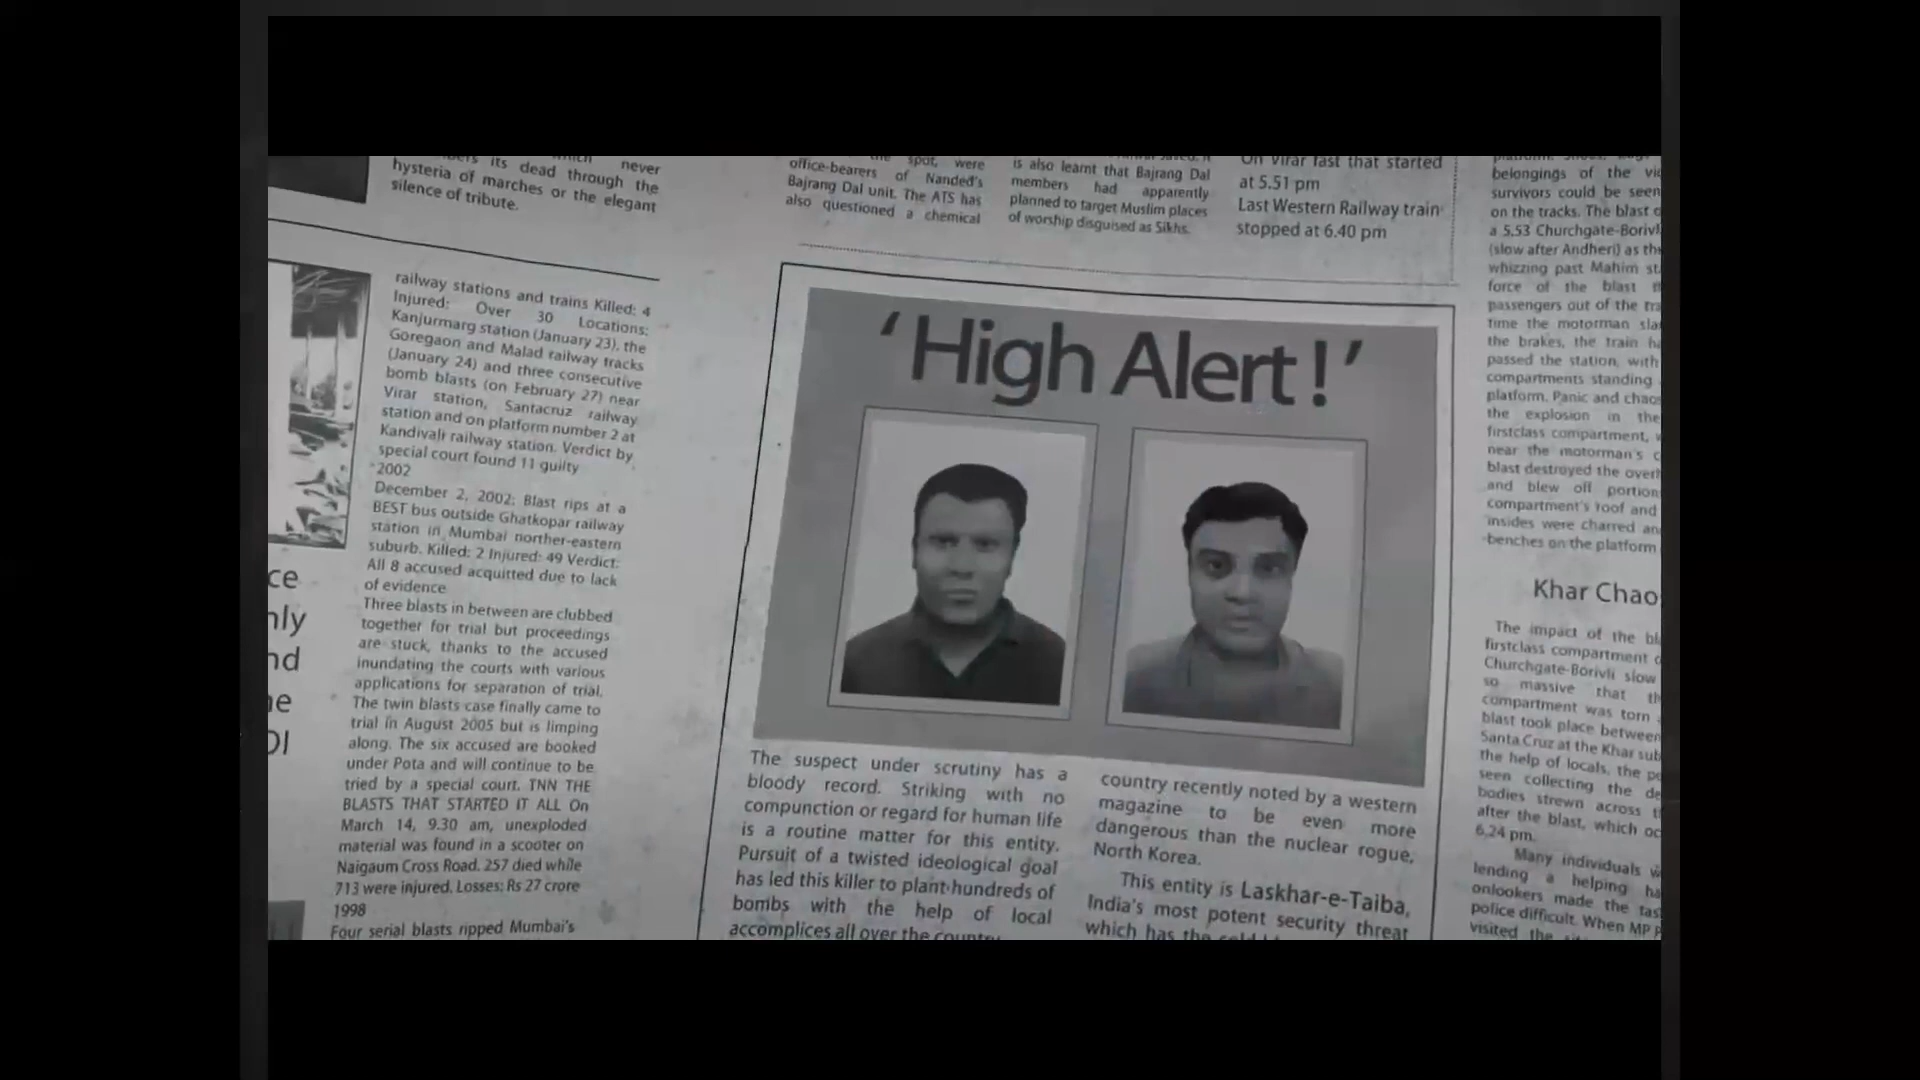 its dead through the never
hysteria of marches or the elegant
silence of tribute.
railway stations and trains Killed: 4
Injured: Over 30 Locations:
Kanjurmarg station (January 23), the
Goregaon and Malad railway tracks
(January 24) and three consecutive
bomb blasts (on February 27) near
Virar station, Santacruz railway
station and on platform number 2 at
Kandivali railway station. Verdict by
special court found 11 guilty
2002
December 2, 2002: Blast rips at a
BEST bus outside Ghatkopar railway
station in Mumbai norther-eastern
suburb. Killed: 2 Injured: 49 Verdict:
All 8 accused acquitted due to lack
of evidence
Three blasts in between are clubbed
together for trial but proceedings
are stuck, thanks to the accused
inundating the courts with various
applications for separation of trial.
The twin blasts case finally came to
trial in August 2005 but is limping
along. The six accused are booked
under Pota and will continue to be
tried by a special court. TNN THE
BLASTS THAT STARTED IT ALL On
March 14, 9.30 am, unexploded
material was found in a scooter on
Naigaum Cross Road. 257 died while
713 were injured. Losses: Rs 27 crore
1998
Four serial blasts ripped Mumbai's
spot, were
office-bearers of Nanded's
Bajrang Dal unit. The ATS has
also questioned a chemical
is also learnt that Bajrang Dal
members had apparently
planned to target Muslim places
of worship disguised as Sikhs.
On Virar fast that started
at 5.51 pm
Last Western Railway train
stopped at 6.40 pm
'High Alert!'
The suspect under scrutiny has a
bloody record. Striking with no
compunction or regard for human life
is a routine matter for this entity.
Pursuit of a twisted ideological goal
has led this killer to plant hundreds of
bombs with the help of local
accomplices all over the country
country recently noted by a western
magazine to be even more
dangerous than the nuclear rogue,
North Korea.
This entity is Laskhar-e-Taiba,
India's most potent security threat
which has the
belongings of the
survivors could be seen
on the tracks. The blast
a 5.53 Churchgate-Borivl
(slow after Andheri) as
whizzing past Mahim
force of the blast
passengers out of the
time the motorman
the brakes, the train
passed the station, with
compartments standing
platform. Panic and
the explosion in the
firstclass compartment,
near the motorman's
blast destroyed the
and blew off
compartment's roof and
insides were charred
benches on the platform
Khar Chao
The impact of the
firstclass compartment
Churchgate-Borivli slow
so massive that
compartment was torn
blast took place between
Santa Cruz at the Khar
the help of locals, the
seen collecting the
bodies strewn across
after the blast, which
6.24 pm.
Many individuals
lending a helping
onlookers made the
police difficult. When MP
visited the